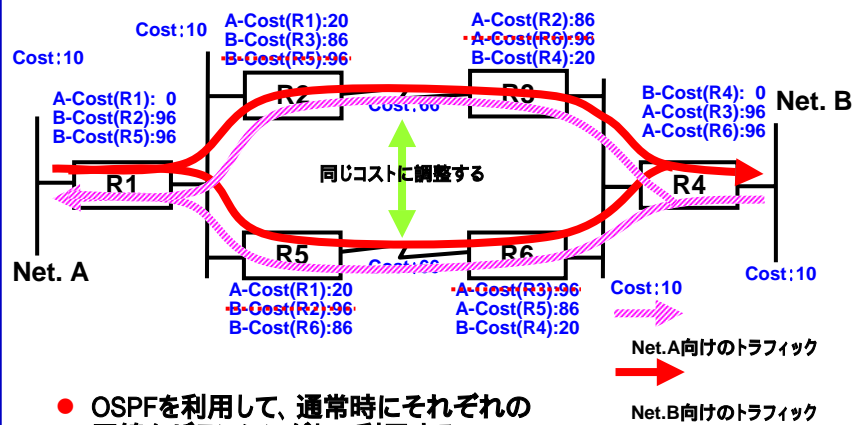 Cost:10
Cost:10
A-Cost(R1):20
B-Cost(R3):86
B-Cost(R5):96
A-Cost(R2):86
A-Cost(R6):96
B-Cost(R4):20
A-Cost(R1): 0
B-Cost(R2):96
B-Cost(R5):96
B-Cost(R4): 0
A-Cost(R3):96
A-Cost(R6):96
Net. B
R2
R3
Cost:66
同じコストに調整する
R1
R4
R5
R6
Cost:66
Net. A
A-Cost(R1):20
B-Cost(R2):96
B-Cost(R6):86
A-Cost(R3):96
A-Cost(R5):86
B-Cost(R4):20
Cost:10
Cost:10
Net.A向けのトラフィック
Net.B向けのトラフィック
● OSPFを利用して、通常時にそれぞれの